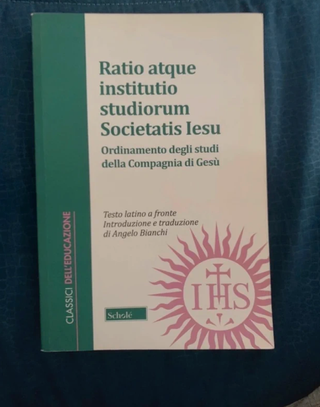 Ratio atque
institutio
studiorum
Societatis Iesu
Ordinamento degli studi
della Compagnia di Gesù
Testo latino a fronte
Introduzione e traduzione
di Angelo Bianchi
CLASSICI DELL'EDUCAZIONE
Scholé
IHS